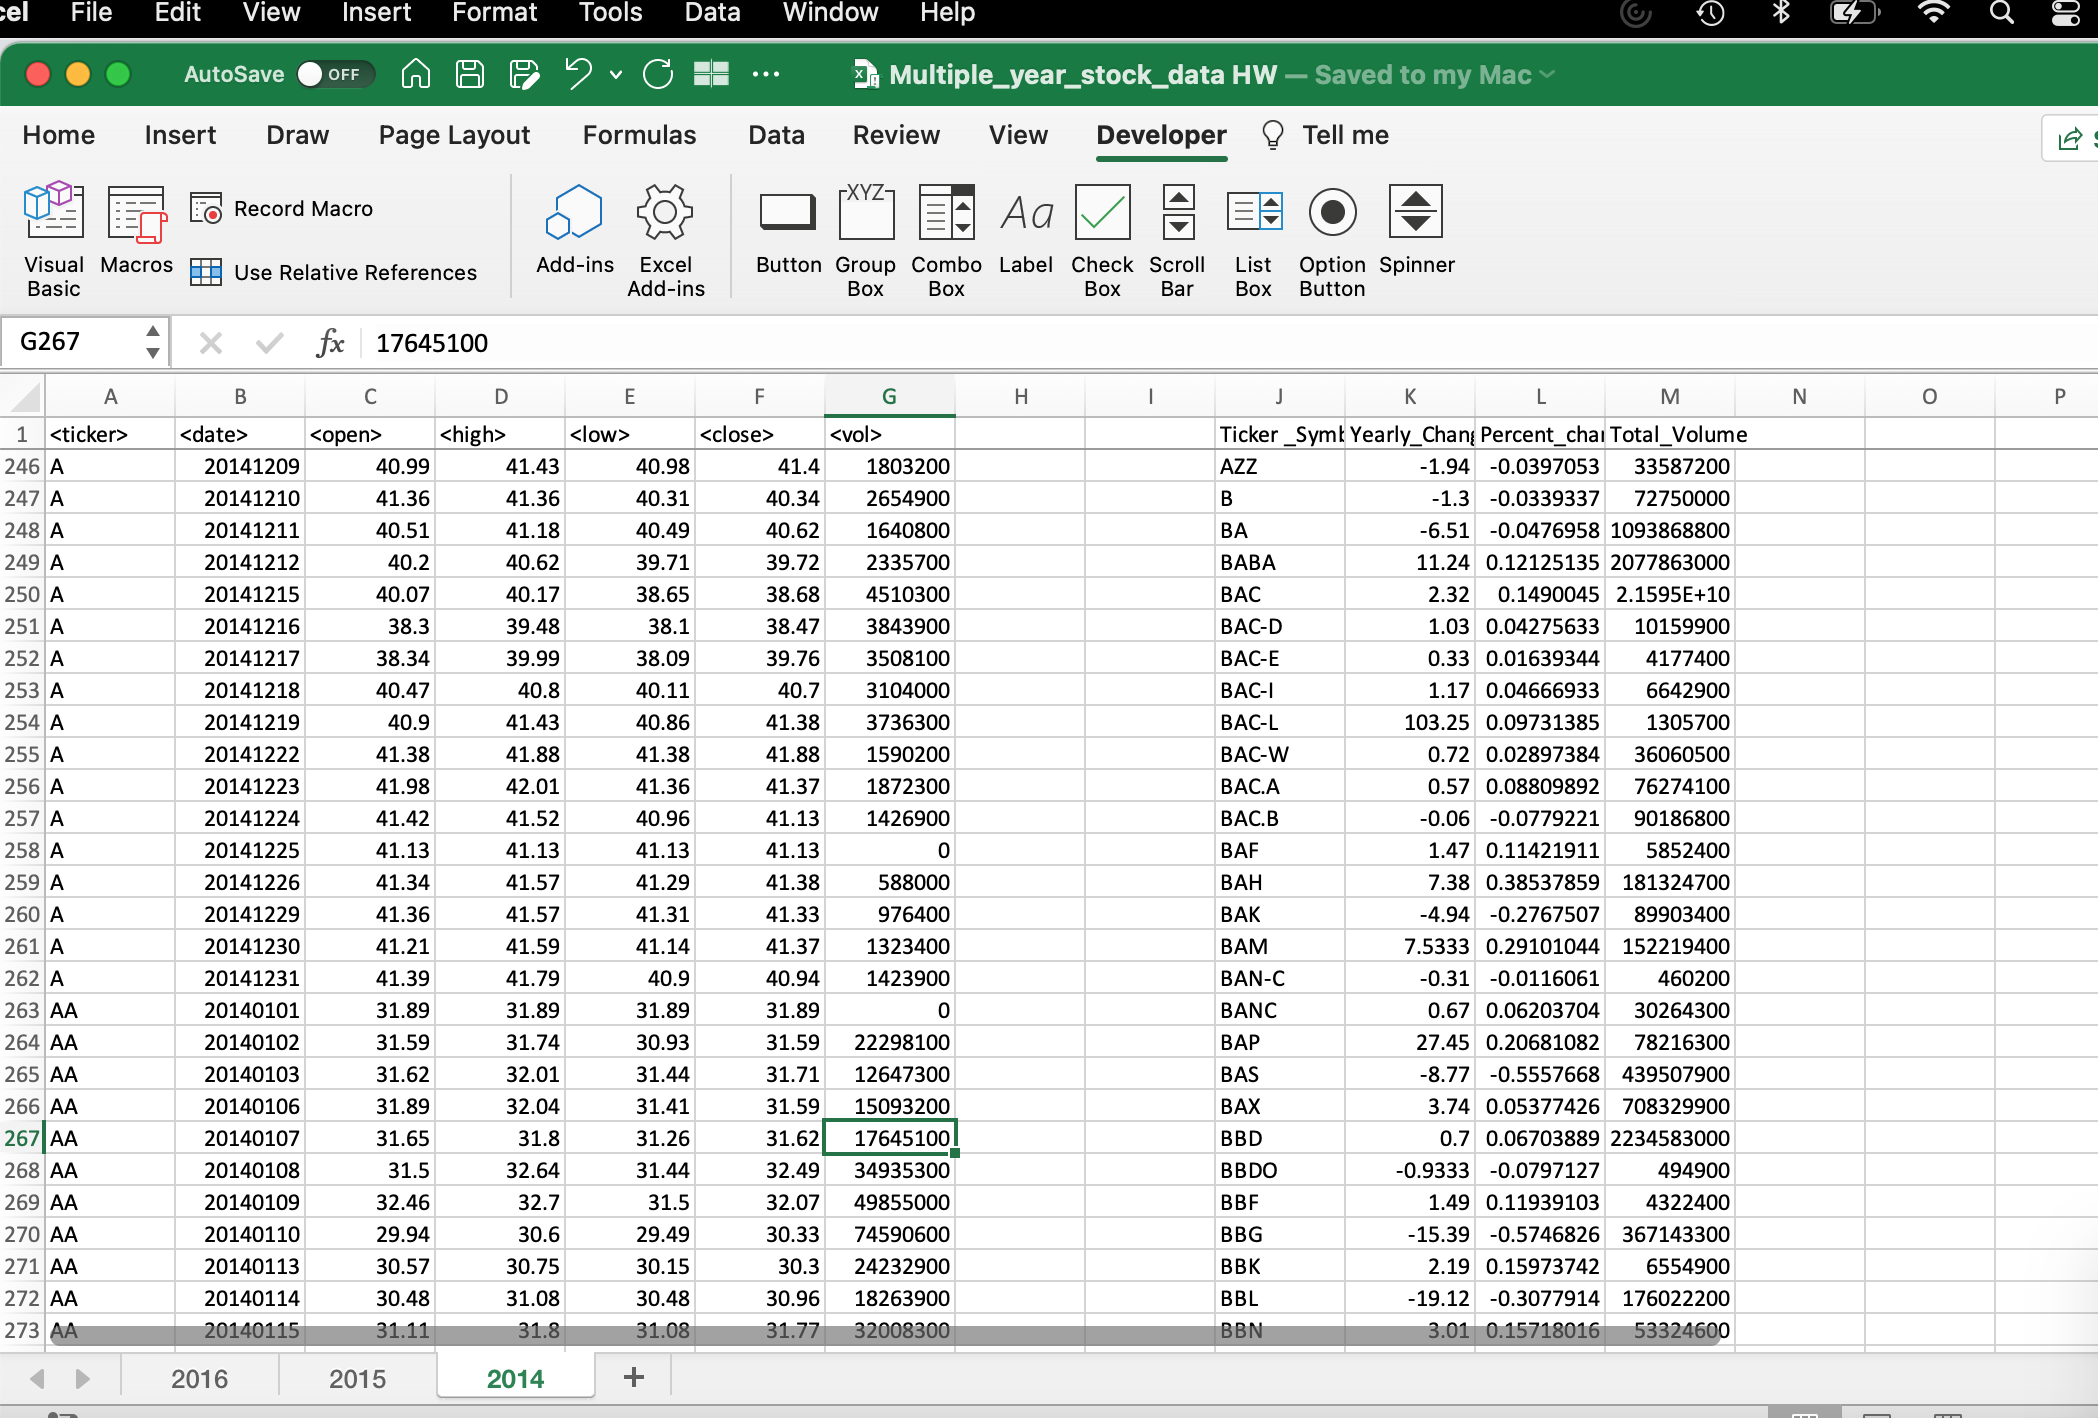 cel File Edit View Insert Format Tools Data Window Help
AutoSave OFF Multiple_year_stock_data HW — Saved to my Mac
Home Insert Draw Page Layout Formulas Data Review View Developer Tell me
Visual Basic Macros Record Macro Use Relative References Add-ins Excel Add-ins Button XYZ Group Box Combo Box Aa Label Check Box Scroll Bar List Box Option Button Spinner
G267 fx 17645100
A B C D E F G H I J K L M N O P
1 <ticker> <date> <open> <high> <low> <close> <vol> Ticker _Symb Yearly_Chang Percent_chan Total_Volume
246 A 20141209 40.99 41.43 40.98 41.4 1803200 AZZ -1.94 -0.0397053 33587200
247 A 20141210 41.36 41.36 40.31 40.34 2654900 B -1.3 -0.0339337 72750000
248 A 20141211 40.51 41.18 40.49 40.62 1640800 BA -6.51 -0.0476958 1093868800
249 A 20141212 40.2 40.62 39.71 39.72 2335700 BABA 11.24 0.12125135 2077863000
250 A 20141215 40.07 40.17 38.65 38.68 4510300 BAC 2.32 0.1490045 2.1595E+10
251 A 20141216 38.3 39.48 38.1 38.47 3843900 BAC-D 1.03 0.04275633 10159900
252 A 20141217 38.34 39.99 38.09 39.76 3508100 BAC-E 0.33 0.01639344 4177400
253 A 20141218 40.47 40.8 40.11 40.7 3104000 BAC-I 1.17 0.04666933 6642900
254 A 20141219 40.9 41.43 40.86 41.38 3736300 BAC-L 103.25 0.09731385 1305700
255 A 20141222 41.38 41.88 41.38 41.88 1590200 BAC-W 0.72 0.02897384 36060500
256 A 20141223 41.98 42.01 41.36 41.37 1872300 BAC.A 0.57 0.08809892 76274100
257 A 20141224 41.42 41.52 40.96 41.13 1426900 BAC.B -0.06 -0.0779221 90186800
258 A 20141225 41.13 41.13 41.13 41.13 0 BAF 1.47 0.11421911 5852400
259 A 20141226 41.34 41.57 41.29 41.38 588000 BAH 7.38 0.38537859 181324700
260 A 20141229 41.36 41.57 41.31 41.33 976400 BAK -4.94 -0.2767507 89903400
261 A 20141230 41.21 41.59 41.14 41.37 1323400 BAM 7.5333 0.29101044 152219400
262 A 20141231 41.39 41.79 40.9 40.94 1423900 BAN-C -0.31 -0.0116061 460200
263 AA 20140101 31.89 31.89 31.89 31.89 0 BANC 0.67 0.06203704 30264300
264 AA 20140102 31.59 31.74 30.93 31.59 22298100 BAP 27.45 0.20681082 78216300
265 AA 20140103 31.62 32.01 31.44 31.71 12647300 BAS -8.77 -0.5557668 439507900
266 AA 20140106 31.89 32.04 31.41 31.59 15093200 BAX 3.74 0.05377426 708329900
267 AA 20140107 31.65 31.8 31.26 31.62 17645100 BBD 0.7 0.06703889 2234583000
268 AA 20140108 31.5 32.64 31.44 32.49 34935300 BBDO -0.9333 -0.0797127 494900
269 AA 20140109 32.46 32.7 31.5 32.07 49855000 BBF 1.49 0.11939103 4322400
270 AA 20140110 29.94 30.6 29.49 30.33 74590600 BBG -15.39 -0.5746826 367143300
271 AA 20140113 30.57 30.75 30.15 30.3 24232900 BBK 2.19 0.15973742 6554900
272 AA 20140114 30.48 31.08 30.48 30.96 18263900 BBL -19.12 -0.3077914 176022200
273 AA 20140115 31.11 31.8 31.08 31.77 32008300 BBN 3.01 0.15718016 53324600
2016 2015 2014 +